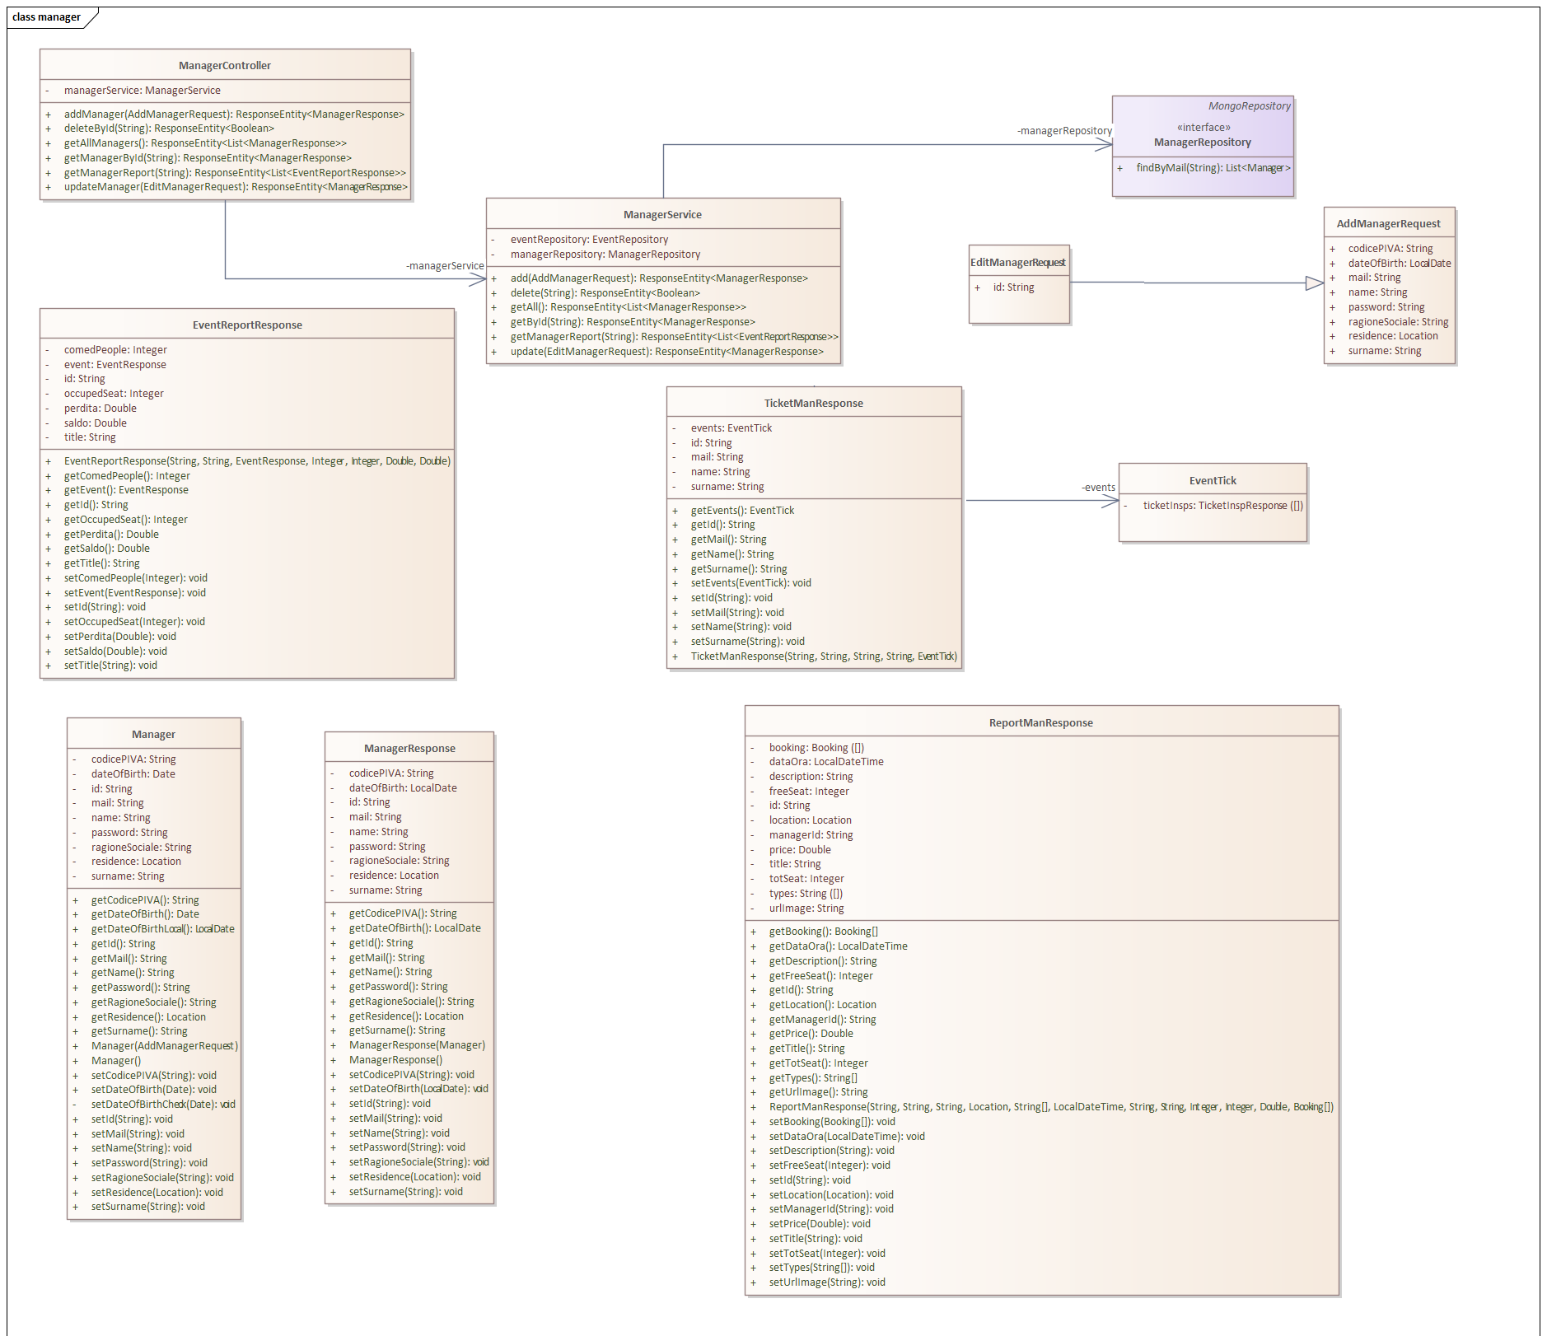 class manager
ManagerController
- managerService: ManagerService
+ addManager(AddManagerRequest): ResponseEntity<ManagerResponse>
+ deleteById(String): ResponseEntity<Boolean>
+ getAllManagers(): ResponseEntity<List<ManagerResponse>>
+ getManagerById(String): ResponseEntity<ManagerResponse>
+ getManagerReport(String): ResponseEntity<List<EventReportResponse>>
+ updateManager(EditManagerRequest): ResponseEntity<ManagerResponse>
-managerService
-managerRepository
MongoRepository
«interface»
ManagerRepository
+ findByMail(String): List<Manager>
ManagerService
- eventRepository: EventRepository
- managerRepository: ManagerRepository
+ add(AddManagerRequest): ResponseEntity<ManagerResponse>
+ delete(String): ResponseEntity<Boolean>
+ getAll(): ResponseEntity<List<ManagerResponse>>
+ getById(String): ResponseEntity<ManagerResponse>
+ getManagerReport(String): ResponseEntity<List<EventReportResponse>>
+ update(EditManagerRequest): ResponseEntity<ManagerResponse>
EditManagerRequest
+ id: String
AddManagerRequest
+ codicePIVA: String
+ dateOfBirth: LocalDate
+ mail: String
+ name: String
+ password: String
+ ragioneSociale: String
+ residence: Location
+ surname: String
EventReportResponse
- comedPeople: Integer
- event: EventResponse
- id: String
- occupedSeat: Integer
- perdita: Double
- saldo: Double
- title: String
+ EventReportResponse(String, String, EventResponse, Integer, Integer, Double, Double)
+ getComedPeople(): Integer
+ getEvent(): EventResponse
+ getId(): String
+ getOccupedSeat(): Integer
+ getPerdita(): Double
+ getSaldo(): Double
+ getTitle(): String
+ setComedPeople(Integer): void
+ setEvent(EventResponse): void
+ setId(String): void
+ setOccupedSeat(Integer): void
+ setPerdita(Double): void
+ setSaldo(Double): void
+ setTitle(String): void
TicketManResponse
- events: EventTick
- id: String
- mail: String
- name: String
- surname: String
+ getEvents(): EventTick
+ getId(): String
+ getMail(): String
+ getName(): String
+ getSurname(): String
+ setEvents(EventTick): void
+ setId(String): void
+ setMail(String): void
+ setName(String): void
+ setSurname(String): void
+ TicketManResponse(String, String, String, String, EventTick)
-events
EventTick
- ticketInsps: TicketInspResponse ([])
Manager
- codicePIVA: String
- dateOfBirth: Date
- id: String
- mail: String
- name: String
- password: String
- ragioneSociale: String
- residence: Location
- surname: String
+ getCodicePIVA(): String
+ getDateOfBirth(): Date
+ getDateOfBirthLocal(): LocalDate
+ getId(): String
+ getMail(): String
+ getName(): String
+ getPassword(): String
+ getRagioneSociale(): String
+ getResidence(): Location
+ getSurname(): String
+ Manager(AddManagerRequest)
+ Manager()
+ setCodicePIVA(String): void
+ setDateOfBirth(Date): void
- setDateOfBirthCheck(Date): void
+ setId(String): void
+ setMail(String): void
+ setName(String): void
+ setPassword(String): void
+ setRagioneSociale(String): void
+ setResidence(Location): void
+ setSurname(String): void
ManagerResponse
- codicePIVA: String
- dateOfBirth: LocalDate
- id: String
- mail: String
- name: String
- password: String
- ragioneSociale: String
- residence: Location
- surname: String
+ getCodicePIVA(): String
+ getDateOfBirth(): LocalDate
+ getId(): String
+ getMail(): String
+ getName(): String
+ getPassword(): String
+ getRagioneSociale(): String
+ getResidence(): Location
+ getSurname(): String
+ ManagerResponse(Manager)
+ ManagerResponse()
+ setCodicePIVA(String): void
+ setDateOfBirth(LocalDate): void
+ setId(String): void
+ setMail(String): void
+ setName(String): void
+ setPassword(String): void
+ setRagioneSociale(String): void
+ setResidence(Location): void
+ setSurname(String): void
ReportManResponse
- booking: Booking ([])
- dataOra: LocalDateTime
- description: String
- freeSeat: Integer
- id: String
- location: Location
- managerId: String
- price: Double
- title: String
- totSeat: Integer
- types: String ([])
- urlImage: String
+ getBooking(): Booking[]
+ getDataOra(): LocalDateTime
+ getDescription(): String
+ getFreeSeat(): Integer
+ getId(): String
+ getLocation(): Location
+ getManagerId(): String
+ getPrice(): Double
+ getTitle(): String
+ getTotSeat(): Integer
+ getTypes(): String[]
+ getUrlImage(): String
+ ReportManResponse(String, String, String, Location, String[], LocalDateTime, String, String, Integer, Integer, Double, Booking[])
+ setBooking(Booking[]): void
+ setDataOra(LocalDateTime): void
+ setDescription(String): void
+ setFreeSeat(Integer): void
+ setId(String): void
+ setLocation(Location): void
+ setManagerId(String): void
+ setPrice(Double): void
+ setTitle(String): void
+ setTotSeat(Integer): void
+ setTypes(String[]): void
+ setUrlImage(String): void